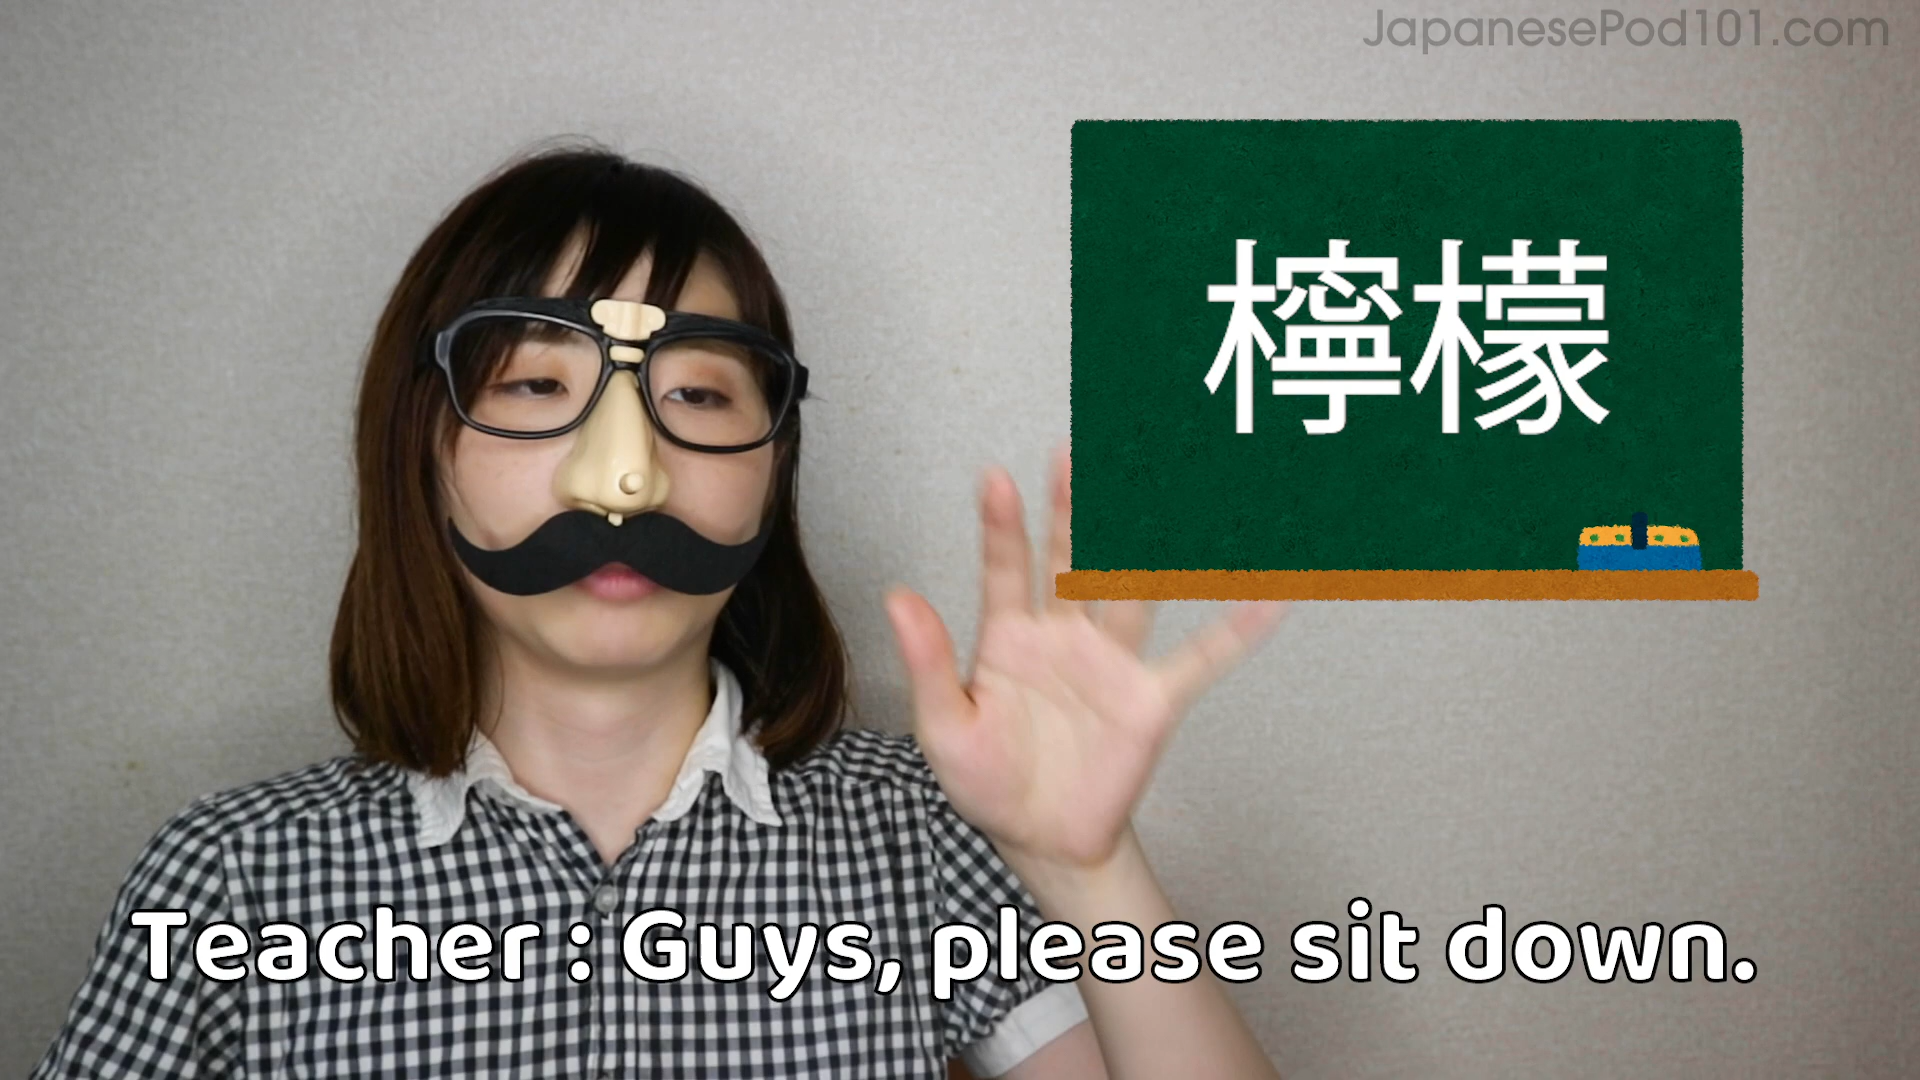 JapanesePod101.com
檸檬
Teacher : Guys, please sit down.